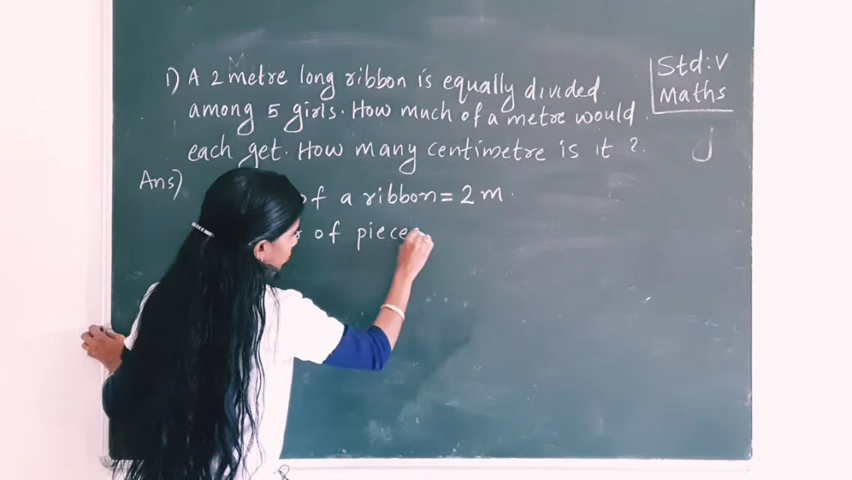 Std: V
Maths
1) A 2 metre long ribbon is equally divided
among 5 girls. How much of a metre would
each get. How many centimetre is it ?
Ans)
of a ribbon = 2 m.
of piece